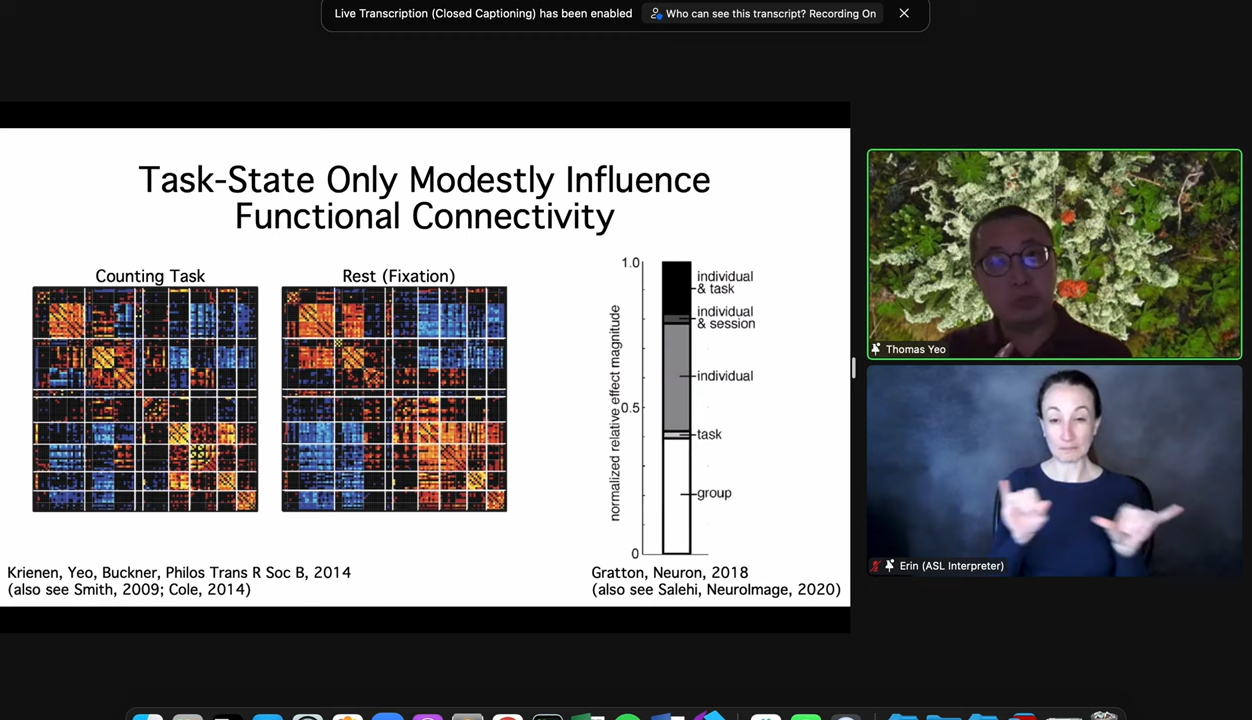 Live Transcription (Closed Captioning) has been enabled
Who can see this transcript? Recording On
Task-State Only Modestly Influence
Functional Connectivity
Counting Task
Rest (Fixation)
normalized relative effect magnitude
1.0
0.5
0
individual
& task
individual
& session
individual
task
group
Krienen, Yeo, Buckner, Philos Trans R Soc B, 2014
(also see Smith, 2009; Cole, 2014)
Gratton, Neuron, 2018
(also see Salehi, NeuroImage, 2020)
Thomas Yeo
Erin (ASL Interpreter)